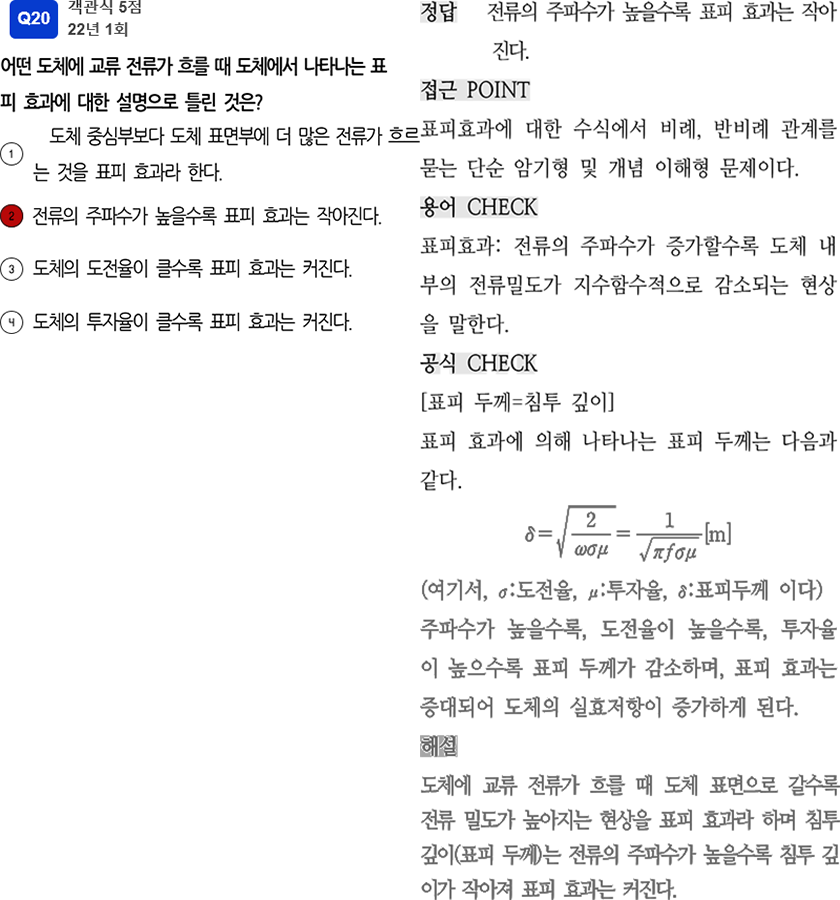 Q20
객관식 5점
22년 1회
어떤 도체에 교류 전류가 흐를 때 도체에서 나타나는 표
피 효과에 대한 설명으로 틀린 것은?
1 도체 중심부보다 도체 표면부에 더 많은 전류가 흐르
는 것을 표피 효과라 한다.
2 전류의 주파수가 높을수록 표피 효과는 작아진다.
3 도체의 도전율이 클수록 표피 효과는 커진다.
4 도체의 투자율이 클수록 표피 효과는 커진다.
정답 전류의 주파수가 높을수록 표피 효과는 작아
진다.
접근 POINT
표피효과에 대한 수식에서 비례, 반비례 관계를
묻는 단순 암기형 및 개념 이해형 문제이다.
용어 CHECK
표피효과: 전류의 주파수가 증가할수록 도체 내
부의 전류밀도가 지수함수적으로 감소되는 현상
을 말한다.
공식 CHECK
[표피 두께=침투 깊이]
표피 효과에 의해 나타나는 표피 두께는 다음과
같다.
δ=√(2/ωσμ)=1/√(πfσμ)[m]
(여기서, σ:도전율, μ:투자율, δ:표피두께 이다)
주파수가 높을수록, 도전율이 높을수록, 투자율
이 높으수록 표피 두께가 감소하며, 표피 효과는
증대되어 도체의 실효저항이 증가하게 된다.
해설
도체에 교류 전류가 흐를 때 도체 표면으로 갈수록
전류 밀도가 높아지는 현상을 표피 효과라 하며 침투
깊이(표피 두께)는 전류의 주파수가 높을수록 침투 깊
이가 작아져 표피 효과는 커진다.